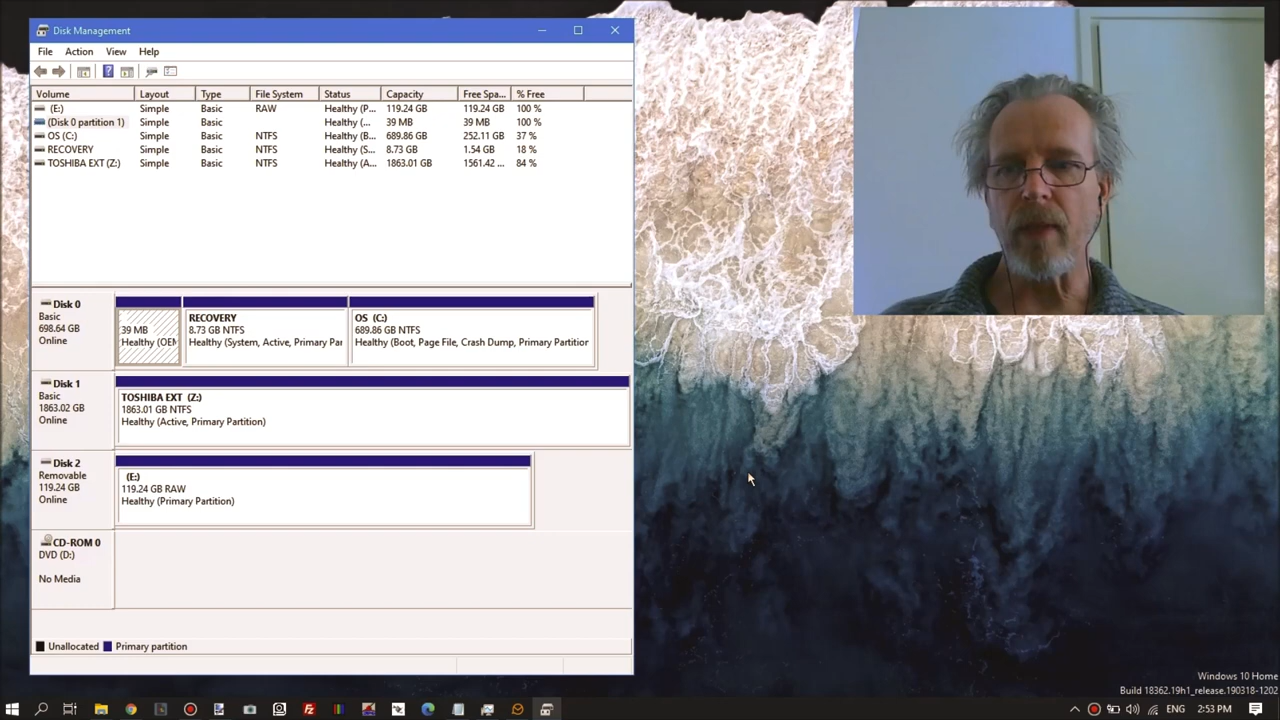 Disk Management
File Action View Help
Volume Layout Type File System Status Capacity Free Spa... % Free
(E:) Simple Basic RAW Healthy (P... 119.24 GB 119.24 GB 100 %
(Disk 0 partition 1) Simple Basic Healthy (... 39 MB 39 MB 100 %
OS (C:) Simple Basic NTFS Healthy (B... 689.86 GB 252.11 GB 37 %
RECOVERY Simple Basic NTFS Healthy (S... 8.73 GB 1.54 GB 18 %
TOSHIBA EXT (Z:) Simple Basic NTFS Healthy (A... 1863.01 GB 1561.42 ... 84 %
Disk 0
Basic
698.64 GB
Online
39 MB
Healthy (OEM
RECOVERY
8.73 GB NTFS
Healthy (System, Active, Primary Par
OS (C:)
689.86 GB NTFS
Healthy (Boot, Page File, Crash Dump, Primary Partition
Disk 1
Basic
1863.02 GB
Online
TOSHIBA EXT (Z:)
1863.01 GB NTFS
Healthy (Active, Primary Partition)
Disk 2
Removable
119.24 GB
Online
(E:)
119.24 GB RAW
Healthy (Primary Partition)
CD-ROM 0
DVD (D:)
No Media
Unallocated Primary partition
Windows 10 Home
Build 18362.19h1_release.190318-1202
ENG 2:53 PM